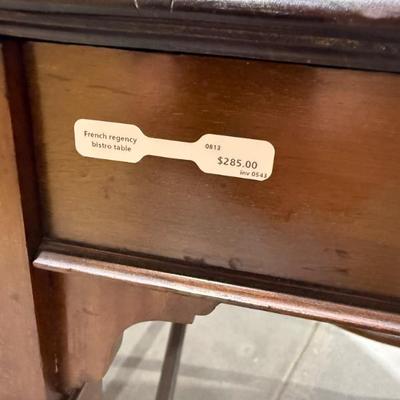 French regency
bistro table
0813
$285.00
inv 0543